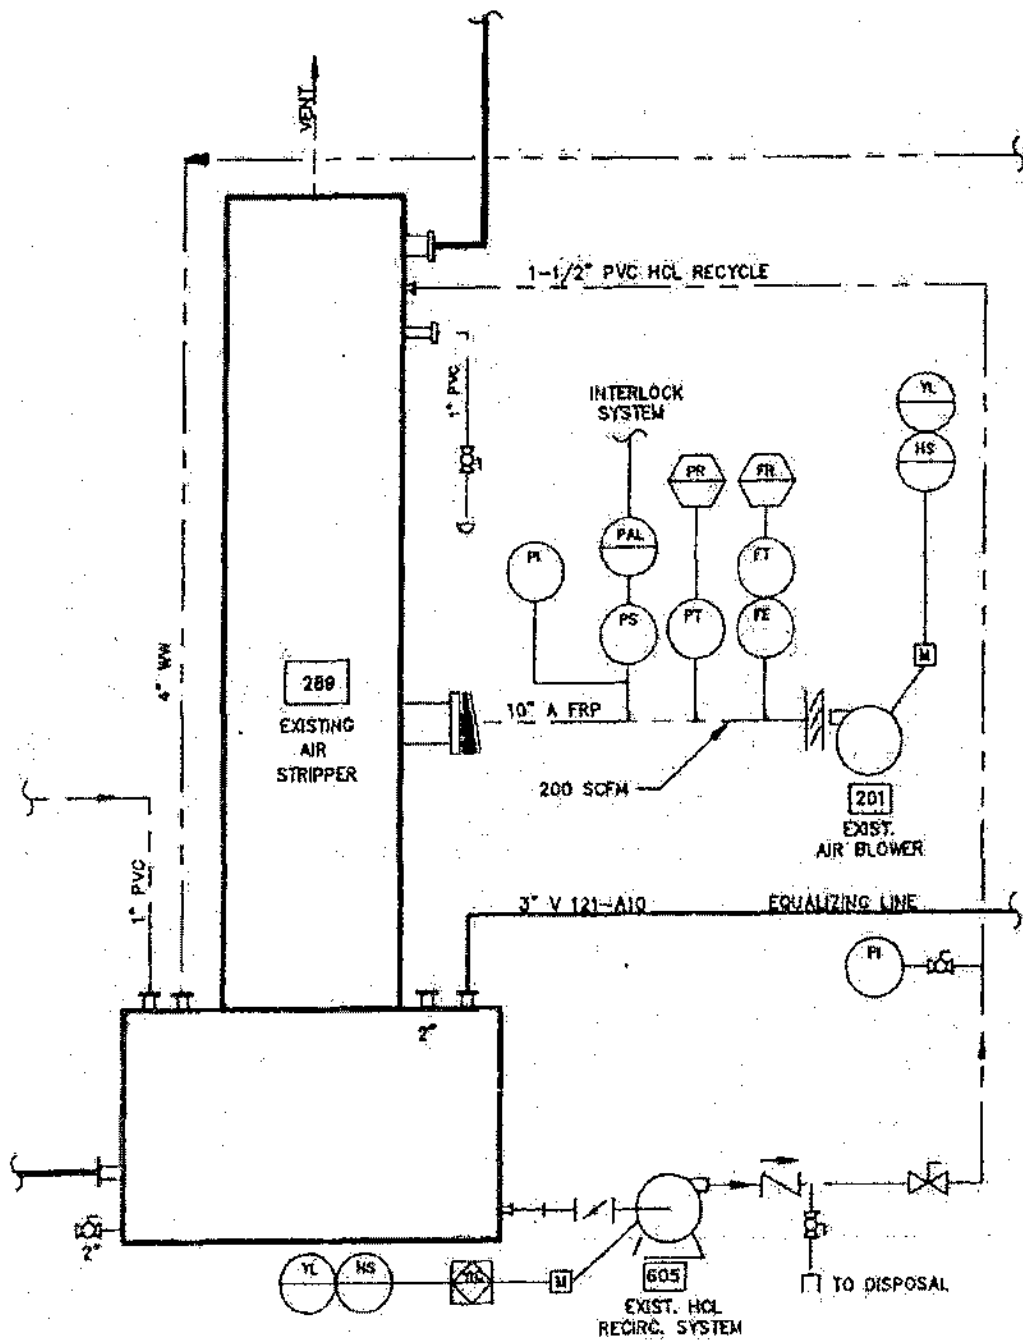 VENT
1-1/2" PVC HCL RECYCLE
1" PVC
INTERLOCK
SYSTEM
YL
HS
PR
FR
PAL
FT
PI
PS
PT
FE
M
4" WW
289
EXISTING
AIR
STRIPPER
10" A FRP
200 SCFM
201
EXIST.
AIR BLOWER
1" PVC
3" V 121-A10
EQUALIZING LINE
PI
2"
2"
YL
HS
M
605
EXIST. HCL
RECIRC. SYSTEM
TO DISPOSAL